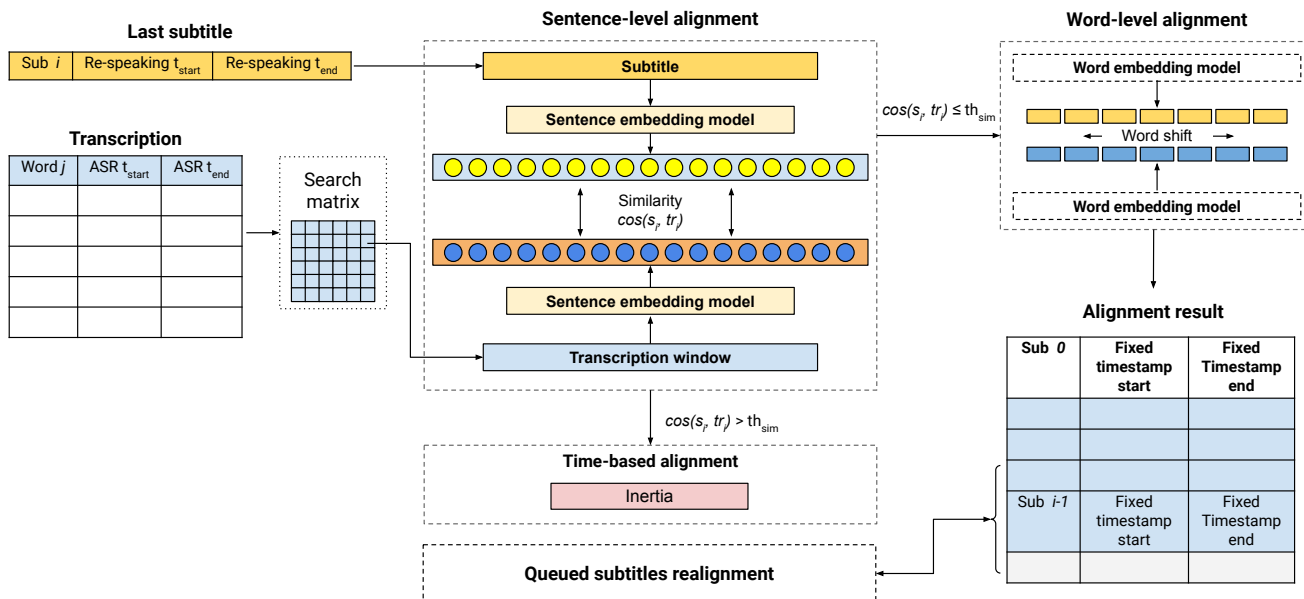 Last subtitle
Sub i
Re-speaking t_start
Re-speaking t_end
Transcription
Word j
ASR t_start
ASR t_end
Search
matrix
Sentence-level alignment
Subtitle
Sentence embedding model
Similarity
cos(s_i, tr_i)
Sentence embedding model
Transcription window
cos(s_i, tr_i) > th_sim
Time-based alignment
Inertia
Queued subtitles realignment
cos(s_i, tr_i) ≤ th_sim
Word-level alignment
Word embedding model
Word shift
Word embedding model
Alignment result
Sub 0
Fixed
timestamp
start
Fixed
Timestamp
end
Sub i-1
Fixed
timestamp
start
Fixed
Timestamp
end